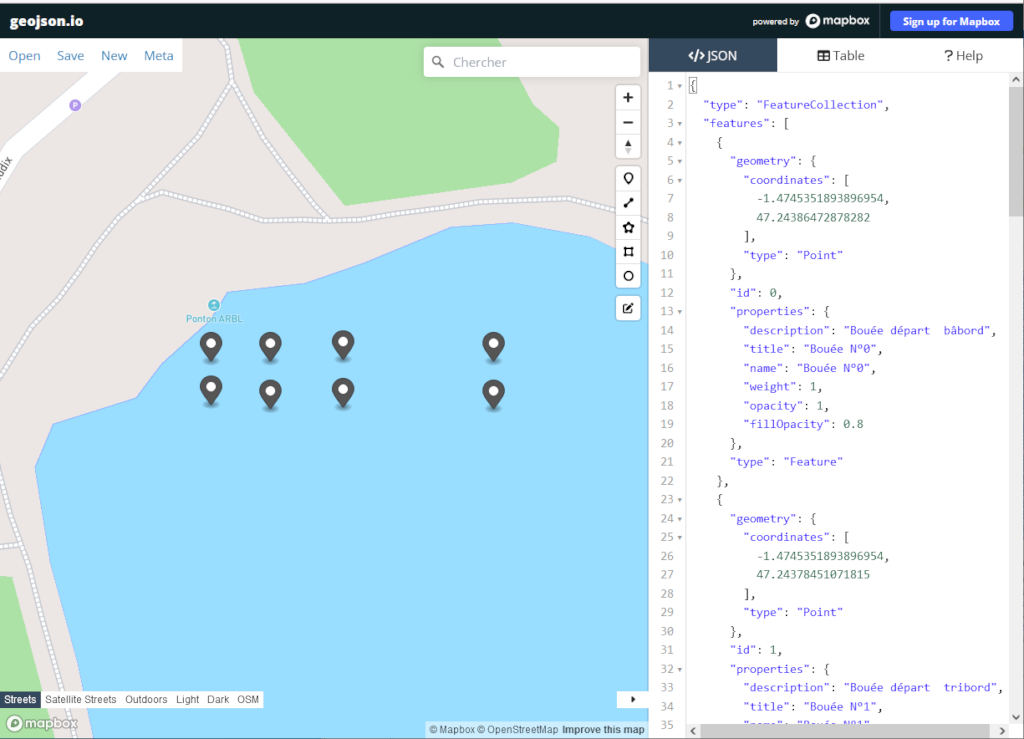 geojson.io
powered by mapbox
Sign up for Mapbox
Open Save New Meta
Chercher
JSON
Table
? Help
P
Ponton ARBL
Streets Satellite Streets Outdoors Light Dark OSM
mapbox
© Mapbox © OpenStreetMap Improve this map
1 {
2 "type": "FeatureCollection",
3 "features": [
4 {
5 "geometry": {
6 "coordinates": [
7 -1.4745351893896954,
8 47.24386472878282
9 ],
10 "type": "Point"
11 },
12 "id": 0,
13 "properties": {
14 "description": "Bouée départ  bâbord",
15 "title": "Bouée N°0",
16 "name": "Bouée N°0",
17 "weight": 1,
18 "opacity": 1,
19 "fillOpacity": 0.8
20 },
21 "type": "Feature"
22 },
23 {
24 "geometry": {
25 "coordinates": [
26 -1.4745351893896954,
27 47.24378451071815
28 ],
29 "type": "Point"
30 },
31 "id": 1,
32 "properties": {
33 "description": "Bouée départ  tribord",
34 "title": "Bouée N°1",
35 "name": "Bouée N°1",